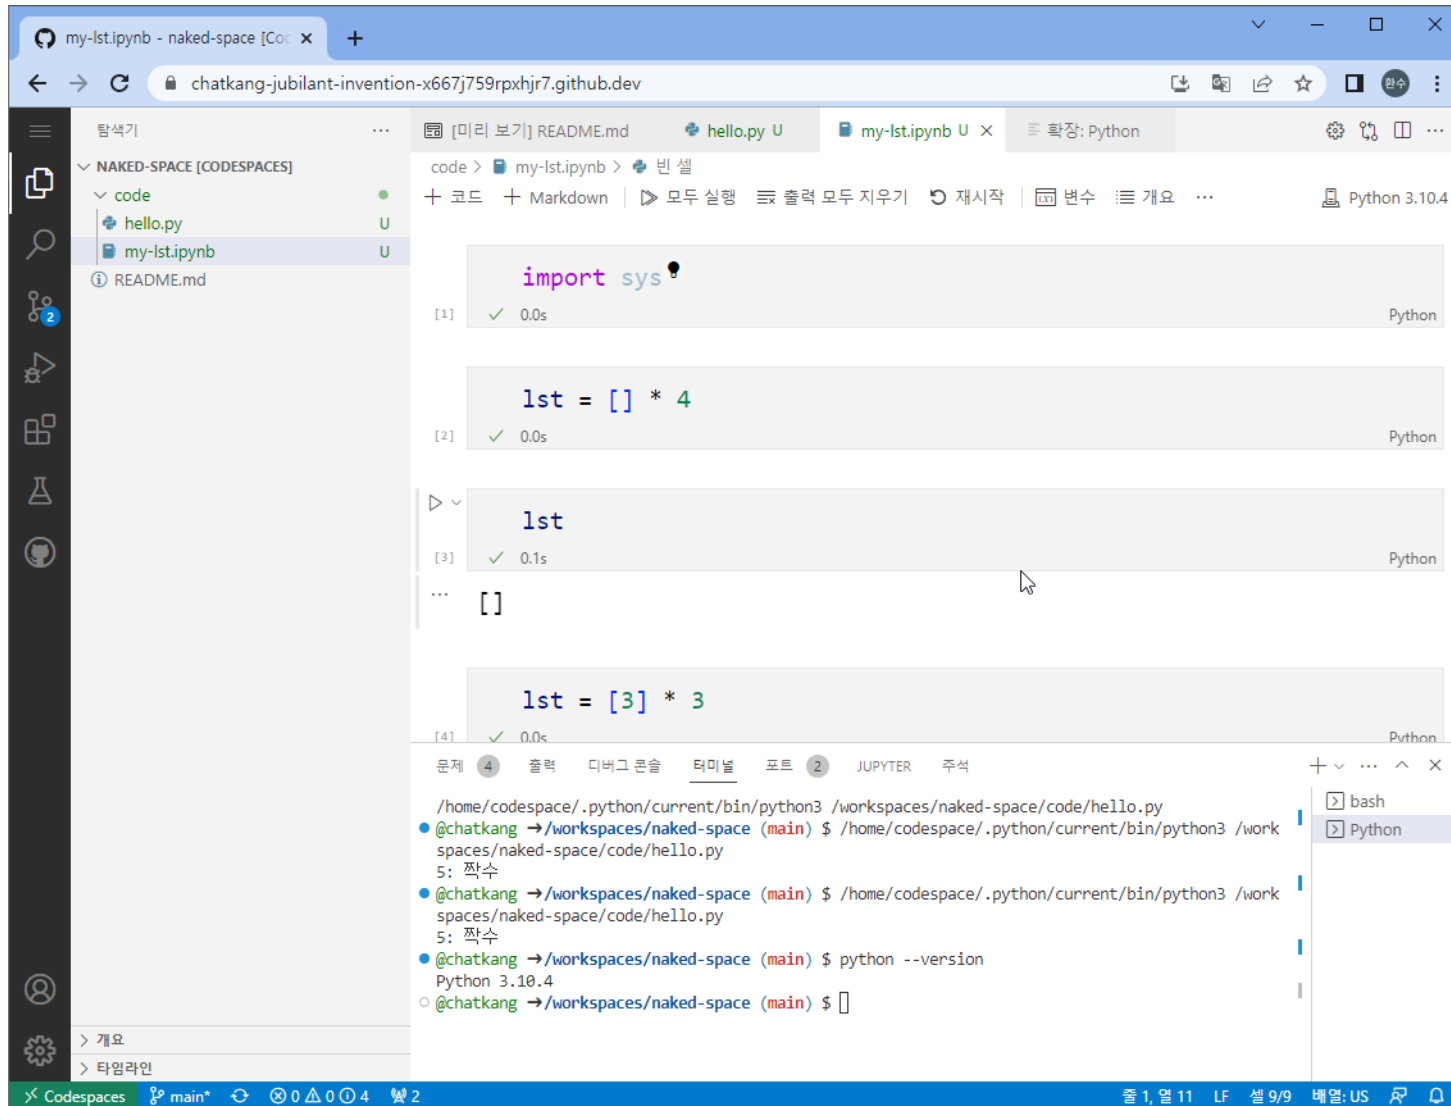 my-lst.ipynb - naked-space [Co
chatkang-jubilant-invention-x667j759rpxhjr7.github.dev
환수
탐색기
NAKED-SPACE [CODESPACES]
code
hello.py U
my-lst.ipynb U
README.md
개요
타임라인
[미리 보기] README.md hello.py U my-lst.ipynb U 확장: Python
code > my-lst.ipynb > 빈 셀
코드 Markdown 모두 실행 출력 모두 지우기 재시작 변수 개요 ... Python 3.10.4
import sys
[1] 0.0s Python
lst = [] * 4
[2] 0.0s Python
lst
[3] 0.1s Python
[]
lst = [3] * 3
[4] 0.0s Python
문제 4 출력 디버그 콘솔 터미널 포트 2 JUPYTER 주석
/home/codespace/.python/current/bin/python3 /workspaces/naked-space/code/hello.py
@chatkang →/workspaces/naked-space (main) $ /home/codespace/.python/current/bin/python3 /work
spaces/naked-space/code/hello.py
5: 짝수
@chatkang →/workspaces/naked-space (main) $ /home/codespace/.python/current/bin/python3 /work
spaces/naked-space/code/hello.py
5: 짝수
@chatkang →/workspaces/naked-space (main) $ python --version
Python 3.10.4
@chatkang →/workspaces/naked-space (main) $
bash
Python
2
Codespaces main* 0 0 4 2 줄 1, 열 11 LF 셀 9/9 배열: US